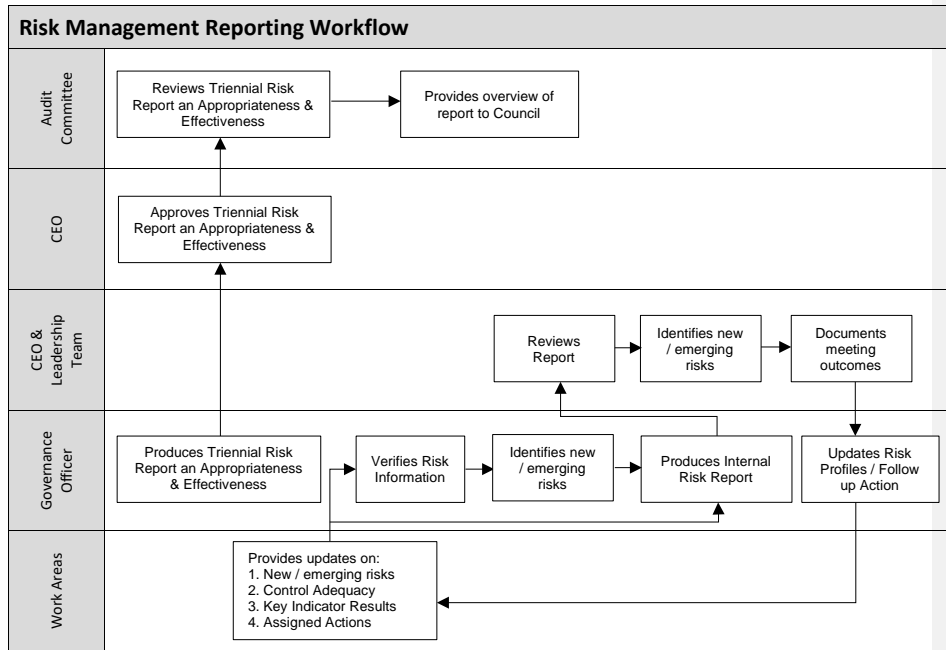 Risk Management Reporting Workflow
Audit
Committee
Reviews Triennial Risk
Report an Appropriateness &
Effectiveness
Provides overview of
report to Council
CEO
Approves Triennial Risk
Report an Appropriateness &
Effectiveness
CEO &
Leadership
Team
Reviews
Report
Identifies new
/ emerging
risks
Documents
meeting
outcomes
Governance
Officer
Produces Triennial Risk
Report an Appropriateness
& Effectiveness
Verifies Risk
Information
Identifies new
/ emerging
risks
Produces Internal
Risk Report
Updates Risk
Profiles / Follow
up Action
Work Areas
Provides updates on:
1. New / emerging risks
2. Control Adequacy
3. Key Indicator Results
4. Assigned Actions